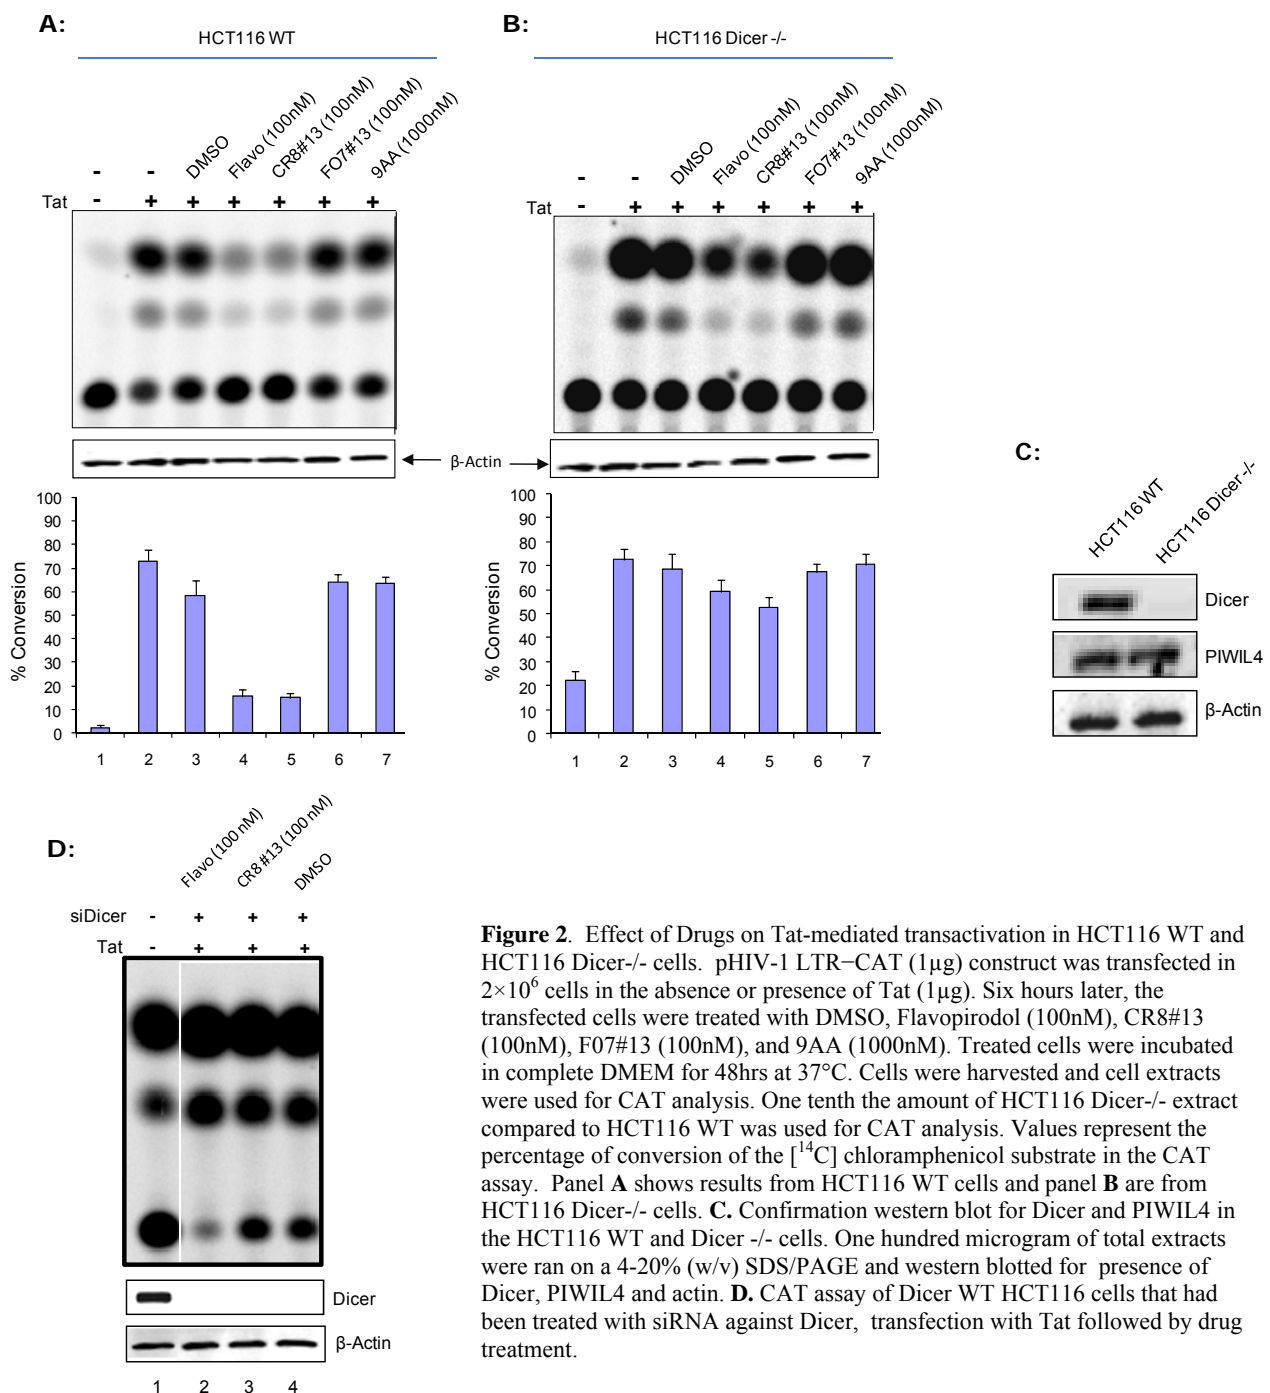 A:
HCT116 WT
- - DMSO Flavo (100nM) CR8#13 (100nM) FO7#13 (100nM) 9AA (1000nM)
Tat - + + + + + +
B:
HCT116 Dicer -/-
- - DMSO Flavo (100nM) CR8#13 (100nM) FO7#13 (100nM) 9AA (1000nM)
Tat - + + + + + +
β-Actin
% Conversion
100
90
80
70
60
50
40
30
20
10
0
1 2 3 4 5 6 7
% Conversion
100
90
80
70
60
50
40
30
20
10
0
1 2 3 4 5 6 7
C:
HCT116 WT HCT116 Dicer -/-
Dicer
PIWIL4
β-Actin
D:
Flavo (100 nM) CR8 #13 (100 nM) DMSO
siDicer - + + +
Tat - + + +
Dicer
β-Actin
1 2 3 4
Figure 2. Effect of Drugs on Tat-mediated transactivation in HCT116 WT and
HCT116 Dicer-/- cells. pHIV-1 LTR−CAT (1µg) construct was transfected in
2×10⁶ cells in the absence or presence of Tat (1µg). Six hours later, the
transfected cells were treated with DMSO, Flavopirodol (100nM), CR8#13
(100nM), F07#13 (100nM), and 9AA (1000nM). Treated cells were incubated
in complete DMEM for 48hrs at 37°C. Cells were harvested and cell extracts
were used for CAT analysis. One tenth the amount of HCT116 Dicer-/- extract
compared to HCT116 WT was used for CAT analysis. Values represent the
percentage of conversion of the [¹⁴C] chloramphenicol substrate in the CAT
assay. Panel A shows results from HCT116 WT cells and panel B are from
HCT116 Dicer-/- cells. C. Confirmation western blot for Dicer and PIWIL4 in
the HCT116 WT and Dicer -/- cells. One hundred microgram of total extracts
were ran on a 4-20% (w/v) SDS/PAGE and western blotted for presence of
Dicer, PIWIL4 and actin. D. CAT assay of Dicer WT HCT116 cells that had
been treated with siRNA against Dicer, transfection with Tat followed by drug
treatment.